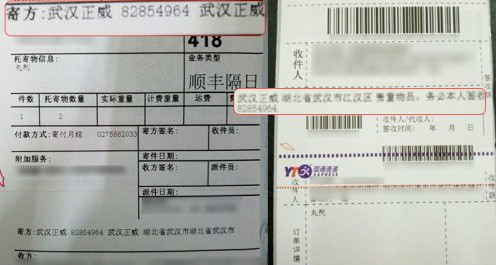 寄方:武汉正威 82854964 武汉正威
418
托寄物信息:
业务类型
丸剂
顺丰隔日
件数 托寄物数量 实际重量 计费重量 运费
1 2
付款方式:寄付月结 0275862033 寄方签名: 收件员:
附加服务: 寄件日期:
收方签名: 派件员:
派件日期:
寄方:武汉正威 82854964 武汉正威 湖北省武汉市湖北省武汉市
收件人
武汉正威 湖北省武汉市江汉区 贵重物品,务必本人签收
82854964
收件人/代收人:
签收时间: 年 月 日
YTO 圆通速递
EXPRESS
收件人
丸剂
订单详情